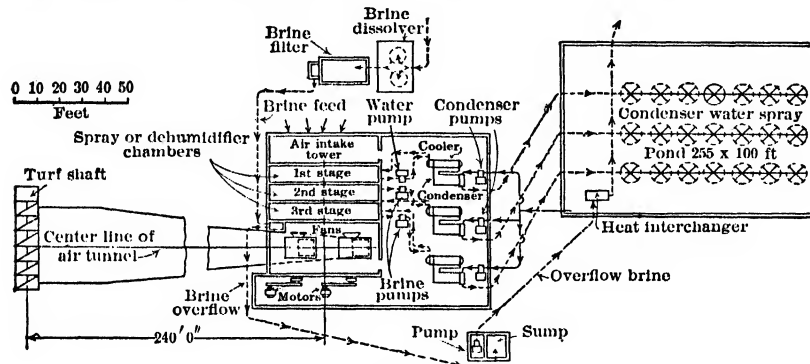 Brine
dissolver
Brine
filter
0 10 50
Feet
Brine feed
Water
pump
Condenser
pumps
Spray or dehumidifier
chambers
Air intake
tower
Cooler
1st stage
2nd stage
3rd stage
Condenser
Fans
Turf shaft
Center line of
air tunnel
Brine
overflow
Motors
Brine
pumps
240'0"
Condenser water spray
Pond 255 x 100 ft
Heat interchanger
Overflow brine
Pump
Sump